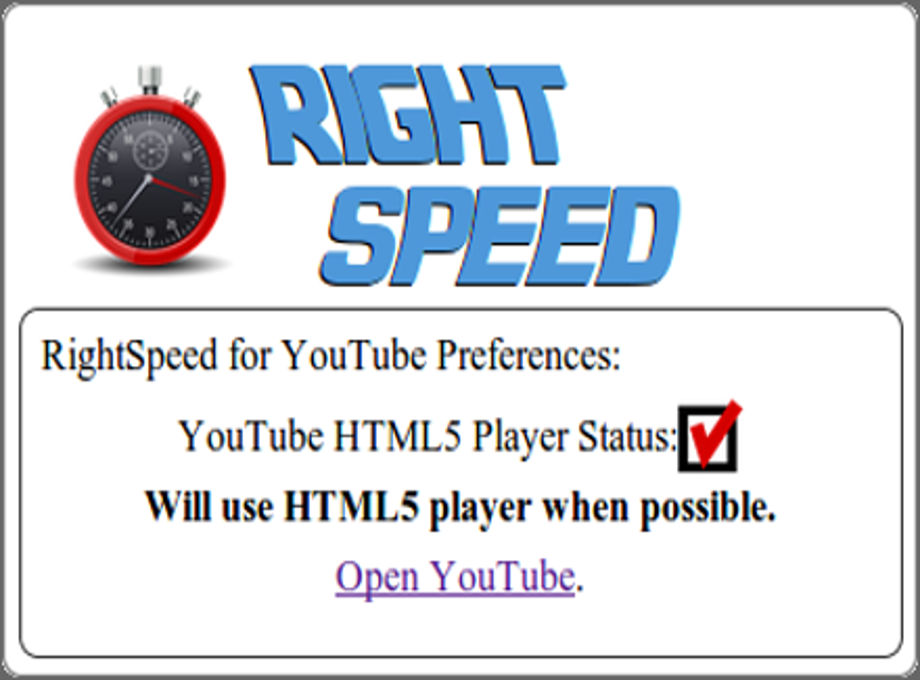 RIGHT
SPEED
RightSpeed for YouTube Preferences:
YouTube HTML5 Player Status:
Will use HTML5 player when possible.
Open YouTube.